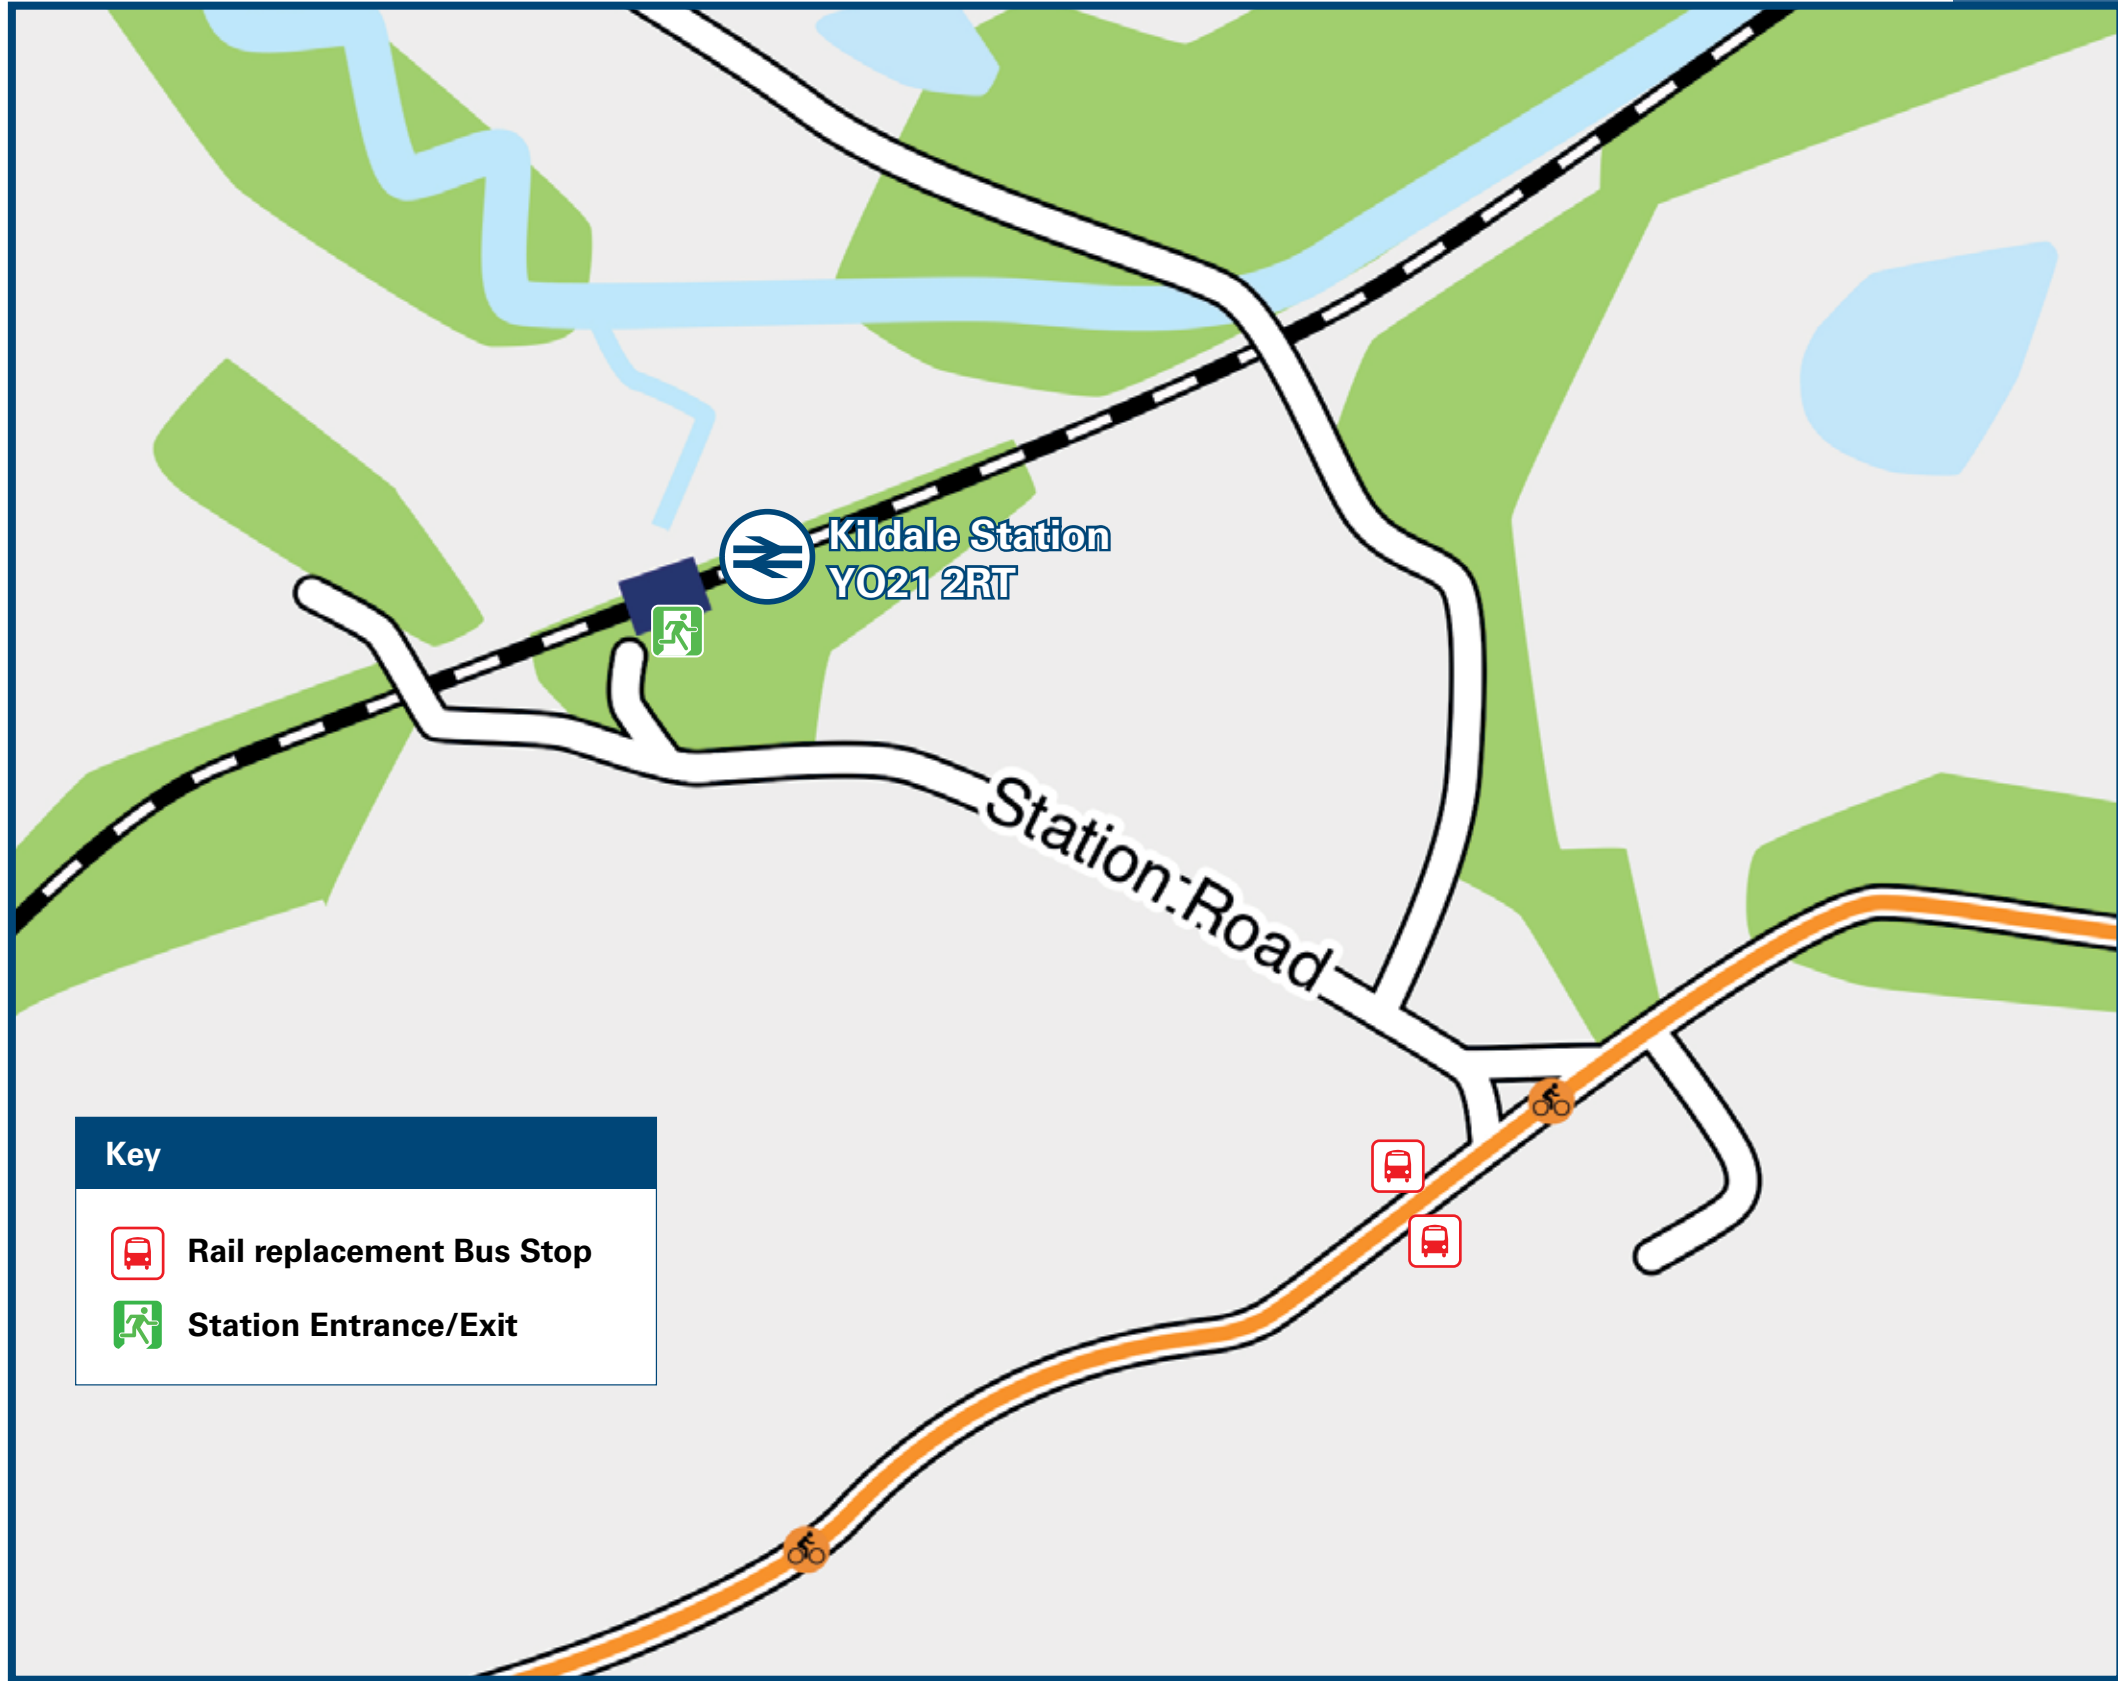 Kildale Station
YO21 2RT
Station Road
Key
Rail replacement Bus Stop
Station Entrance/Exit